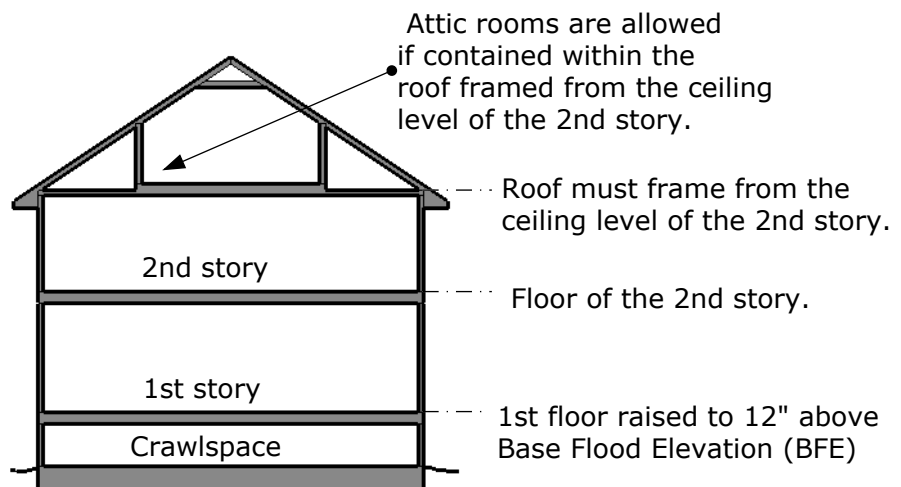 Attic rooms are allowed
if contained within the
roof framed from the ceiling
level of the 2nd story.
Roof must frame from the
ceiling level of the 2nd story.
2nd story
Floor of the 2nd story.
1st story
1st floor raised to 12" above
Base Flood Elevation (BFE)
Crawlspace